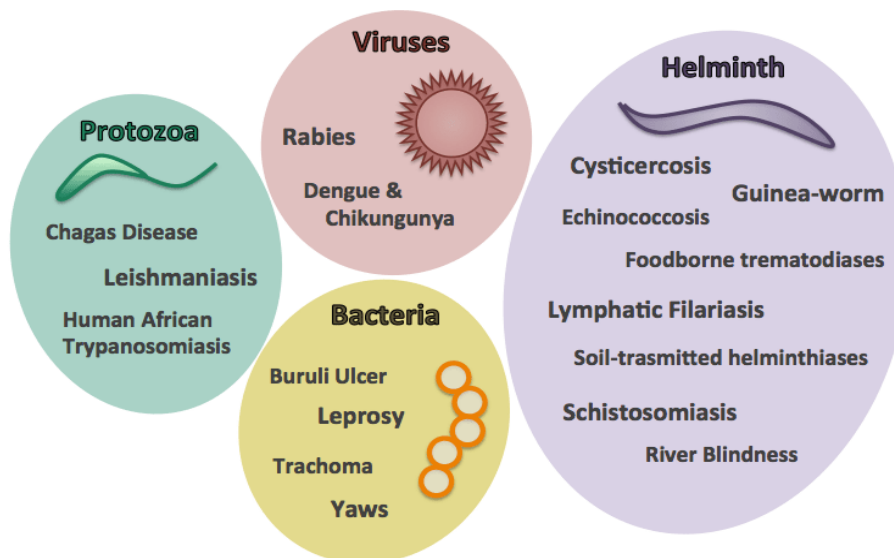 Protozoa
Chagas Disease
Leishmaniasis
Human African
Trypanosomiasis
Viruses
Rabies
Dengue &
Chikungunya
Bacteria
Buruli Ulcer
Leprosy
Trachoma
Yaws
Helminth
Cysticercosis
Guinea-worm
Echinococcosis
Foodborne trematodiases
Lymphatic Filariasis
Soil-trasmitted helminthiases
Schistosomiasis
River Blindness